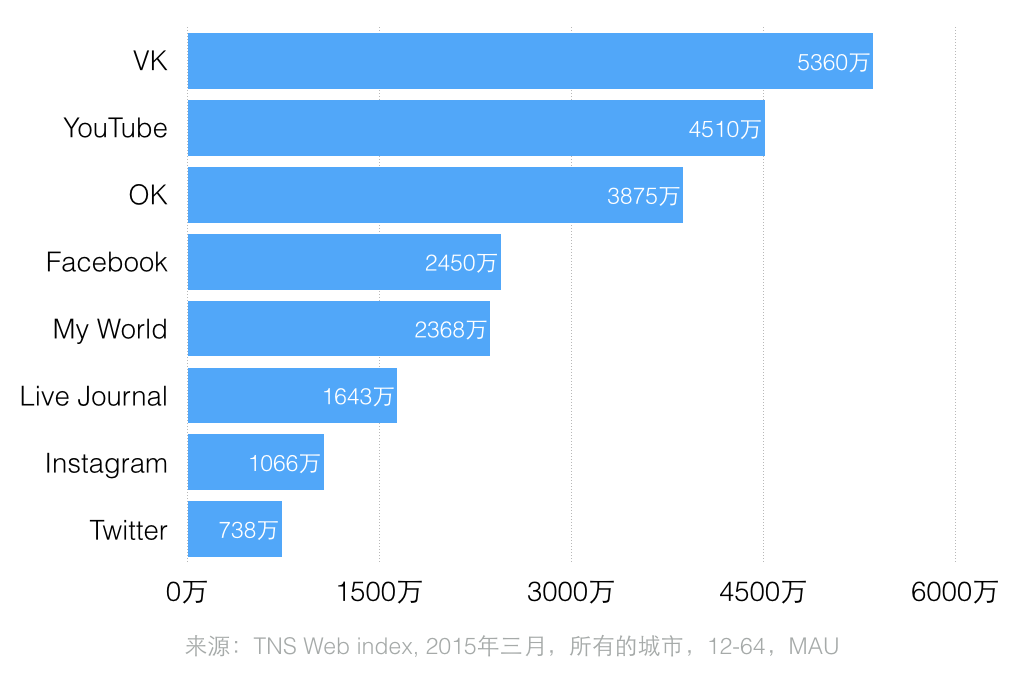 VK 5360万
YouTube 4510万
OK 3875万
Facebook 2450万
My World 2368万
Live Journal 1643万
Instagram 1066万
Twitter 738万
0万 1500万 3000万 4500万 6000万
来源：TNS Web index, 2015年三月，所有的城市，12-64，MAU